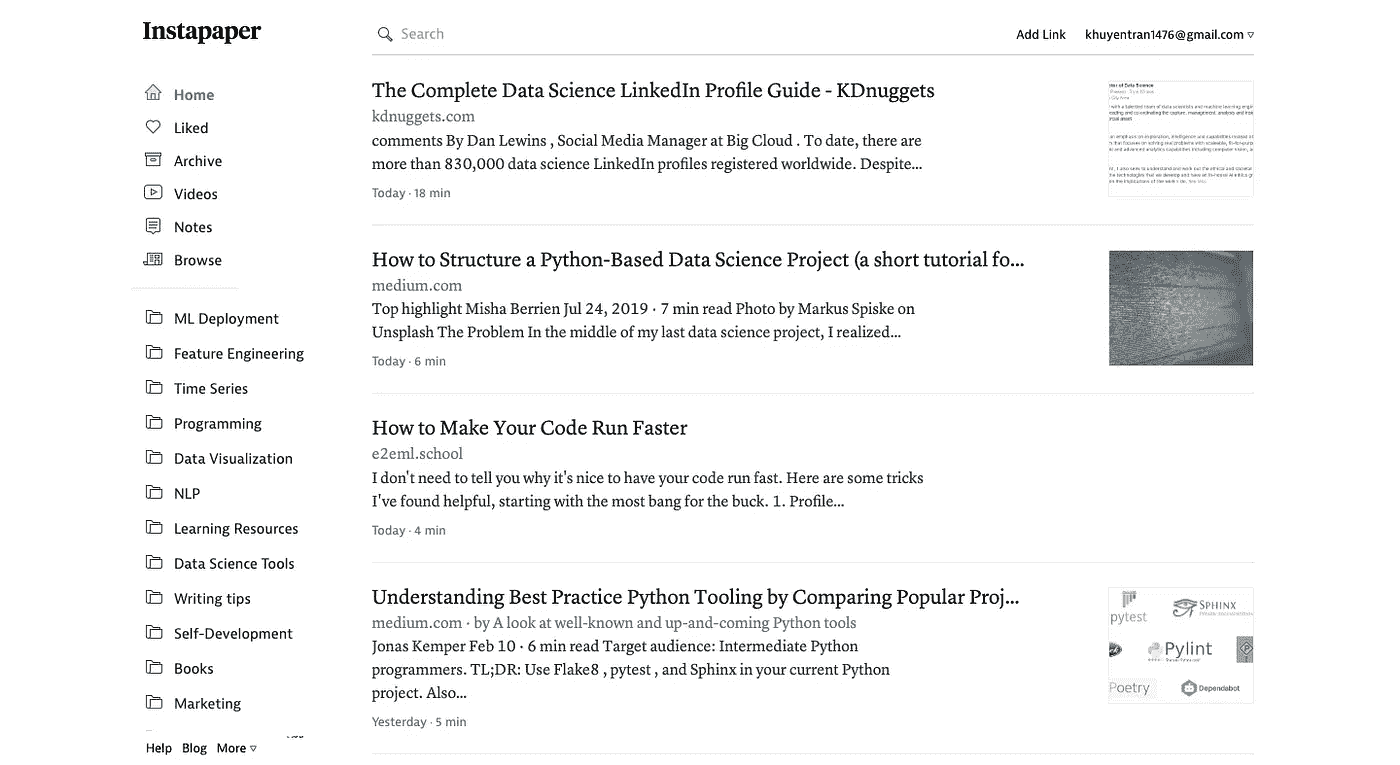 Instapaper
Search
Add Link
khuyentran1476@gmail.com
Home
Liked
Archive
Videos
Notes
Browse
ML Deployment
Feature Engineering
Time Series
Programming
Data Visualization
NLP
Learning Resources
Data Science Tools
Writing tips
Self-Development
Books
Marketing
Help Blog More
The Complete Data Science LinkedIn Profile Guide - KDnuggets
kdnuggets.com
comments By Dan Lewins , Social Media Manager at Big Cloud . To date, there are
more than 830,000 data science LinkedIn profiles registered worldwide. Despite...
Today · 18 min
How to Structure a Python-Based Data Science Project (a short tutorial fo...
medium.com
Top highlight Misha Berrien Jul 24, 2019 · 7 min read Photo by Markus Spiske on
Unsplash The Problem In the middle of my last data science project, I realized...
Today · 6 min
How to Make Your Code Run Faster
e2eml.school
I don't need to tell you why it's nice to have your code run fast. Here are some tricks
I've found helpful, starting with the most bang for the buck. 1. Profile...
Today · 4 min
Understanding Best Practice Python Tooling by Comparing Popular Proj...
medium.com · by A look at well-known and up-and-coming Python tools
Jonas Kemper Feb 10 · 6 min read Target audience: Intermediate Python
programmers. TL;DR: Use Flake8 , pytest , and Sphinx in your current Python
project. Also...
Yesterday · 5 min
pytest
SPHINX
Pylint
Poetry
Dependabot